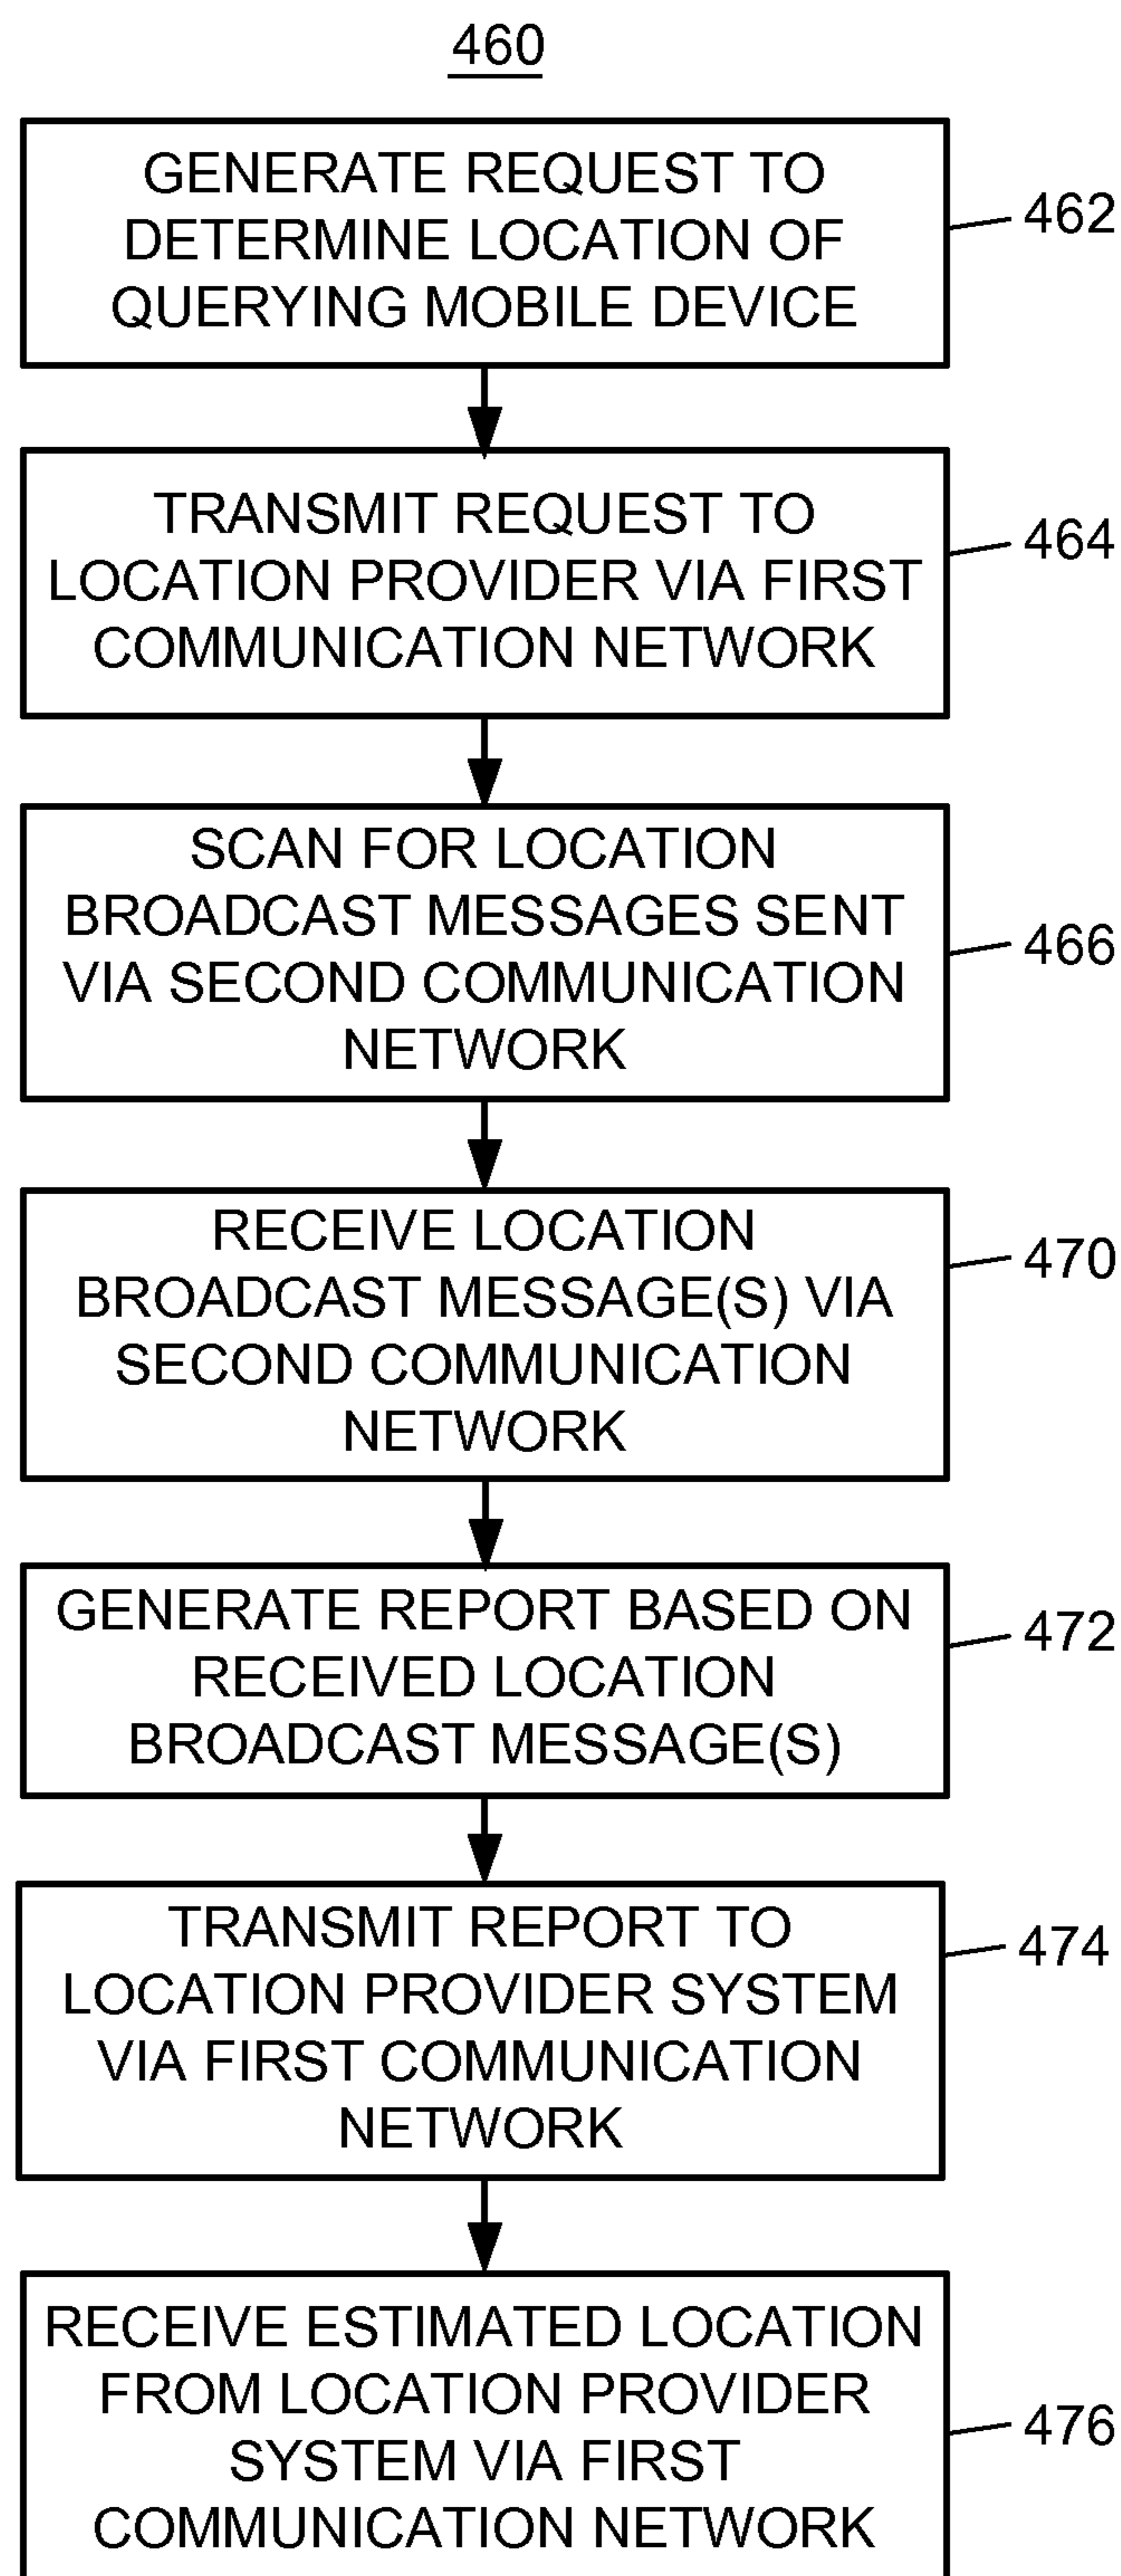 460
GENERATE REQUEST TO
DETERMINE LOCATION OF
QUERYING MOBILE DEVICE
462
TRANSMIT REQUEST TO
LOCATION PROVIDER VIA FIRST
COMMUNICATION NETWORK
464
SCAN FOR LOCATION
BROADCAST MESSAGES SENT
VIA SECOND COMMUNICATION
NETWORK
466
RECEIVE LOCATION
BROADCAST MESSAGE(S) VIA
SECOND COMMUNICATION
NETWORK
470
GENERATE REPORT BASED ON
RECEIVED LOCATION
BROADCAST MESSAGE(S)
472
TRANSMIT REPORT TO
LOCATION PROVIDER SYSTEM
VIA FIRST COMMUNICATION
NETWORK
474
RECEIVE ESTIMATED LOCATION
FROM LOCATION PROVIDER
SYSTEM VIA FIRST
COMMUNICATION NETWORK
476